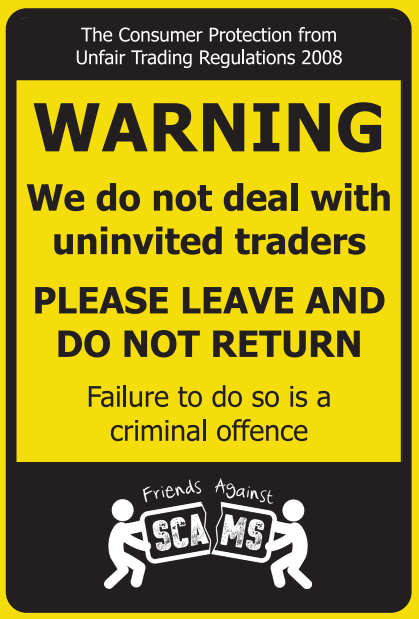 The Consumer Protection from
Unfair Trading Regulations 2008
WARNING
We do not deal with
uninvited traders
PLEASE LEAVE AND
DO NOT RETURN
Failure to do so is a
criminal offence
Friends Against
SCAMS